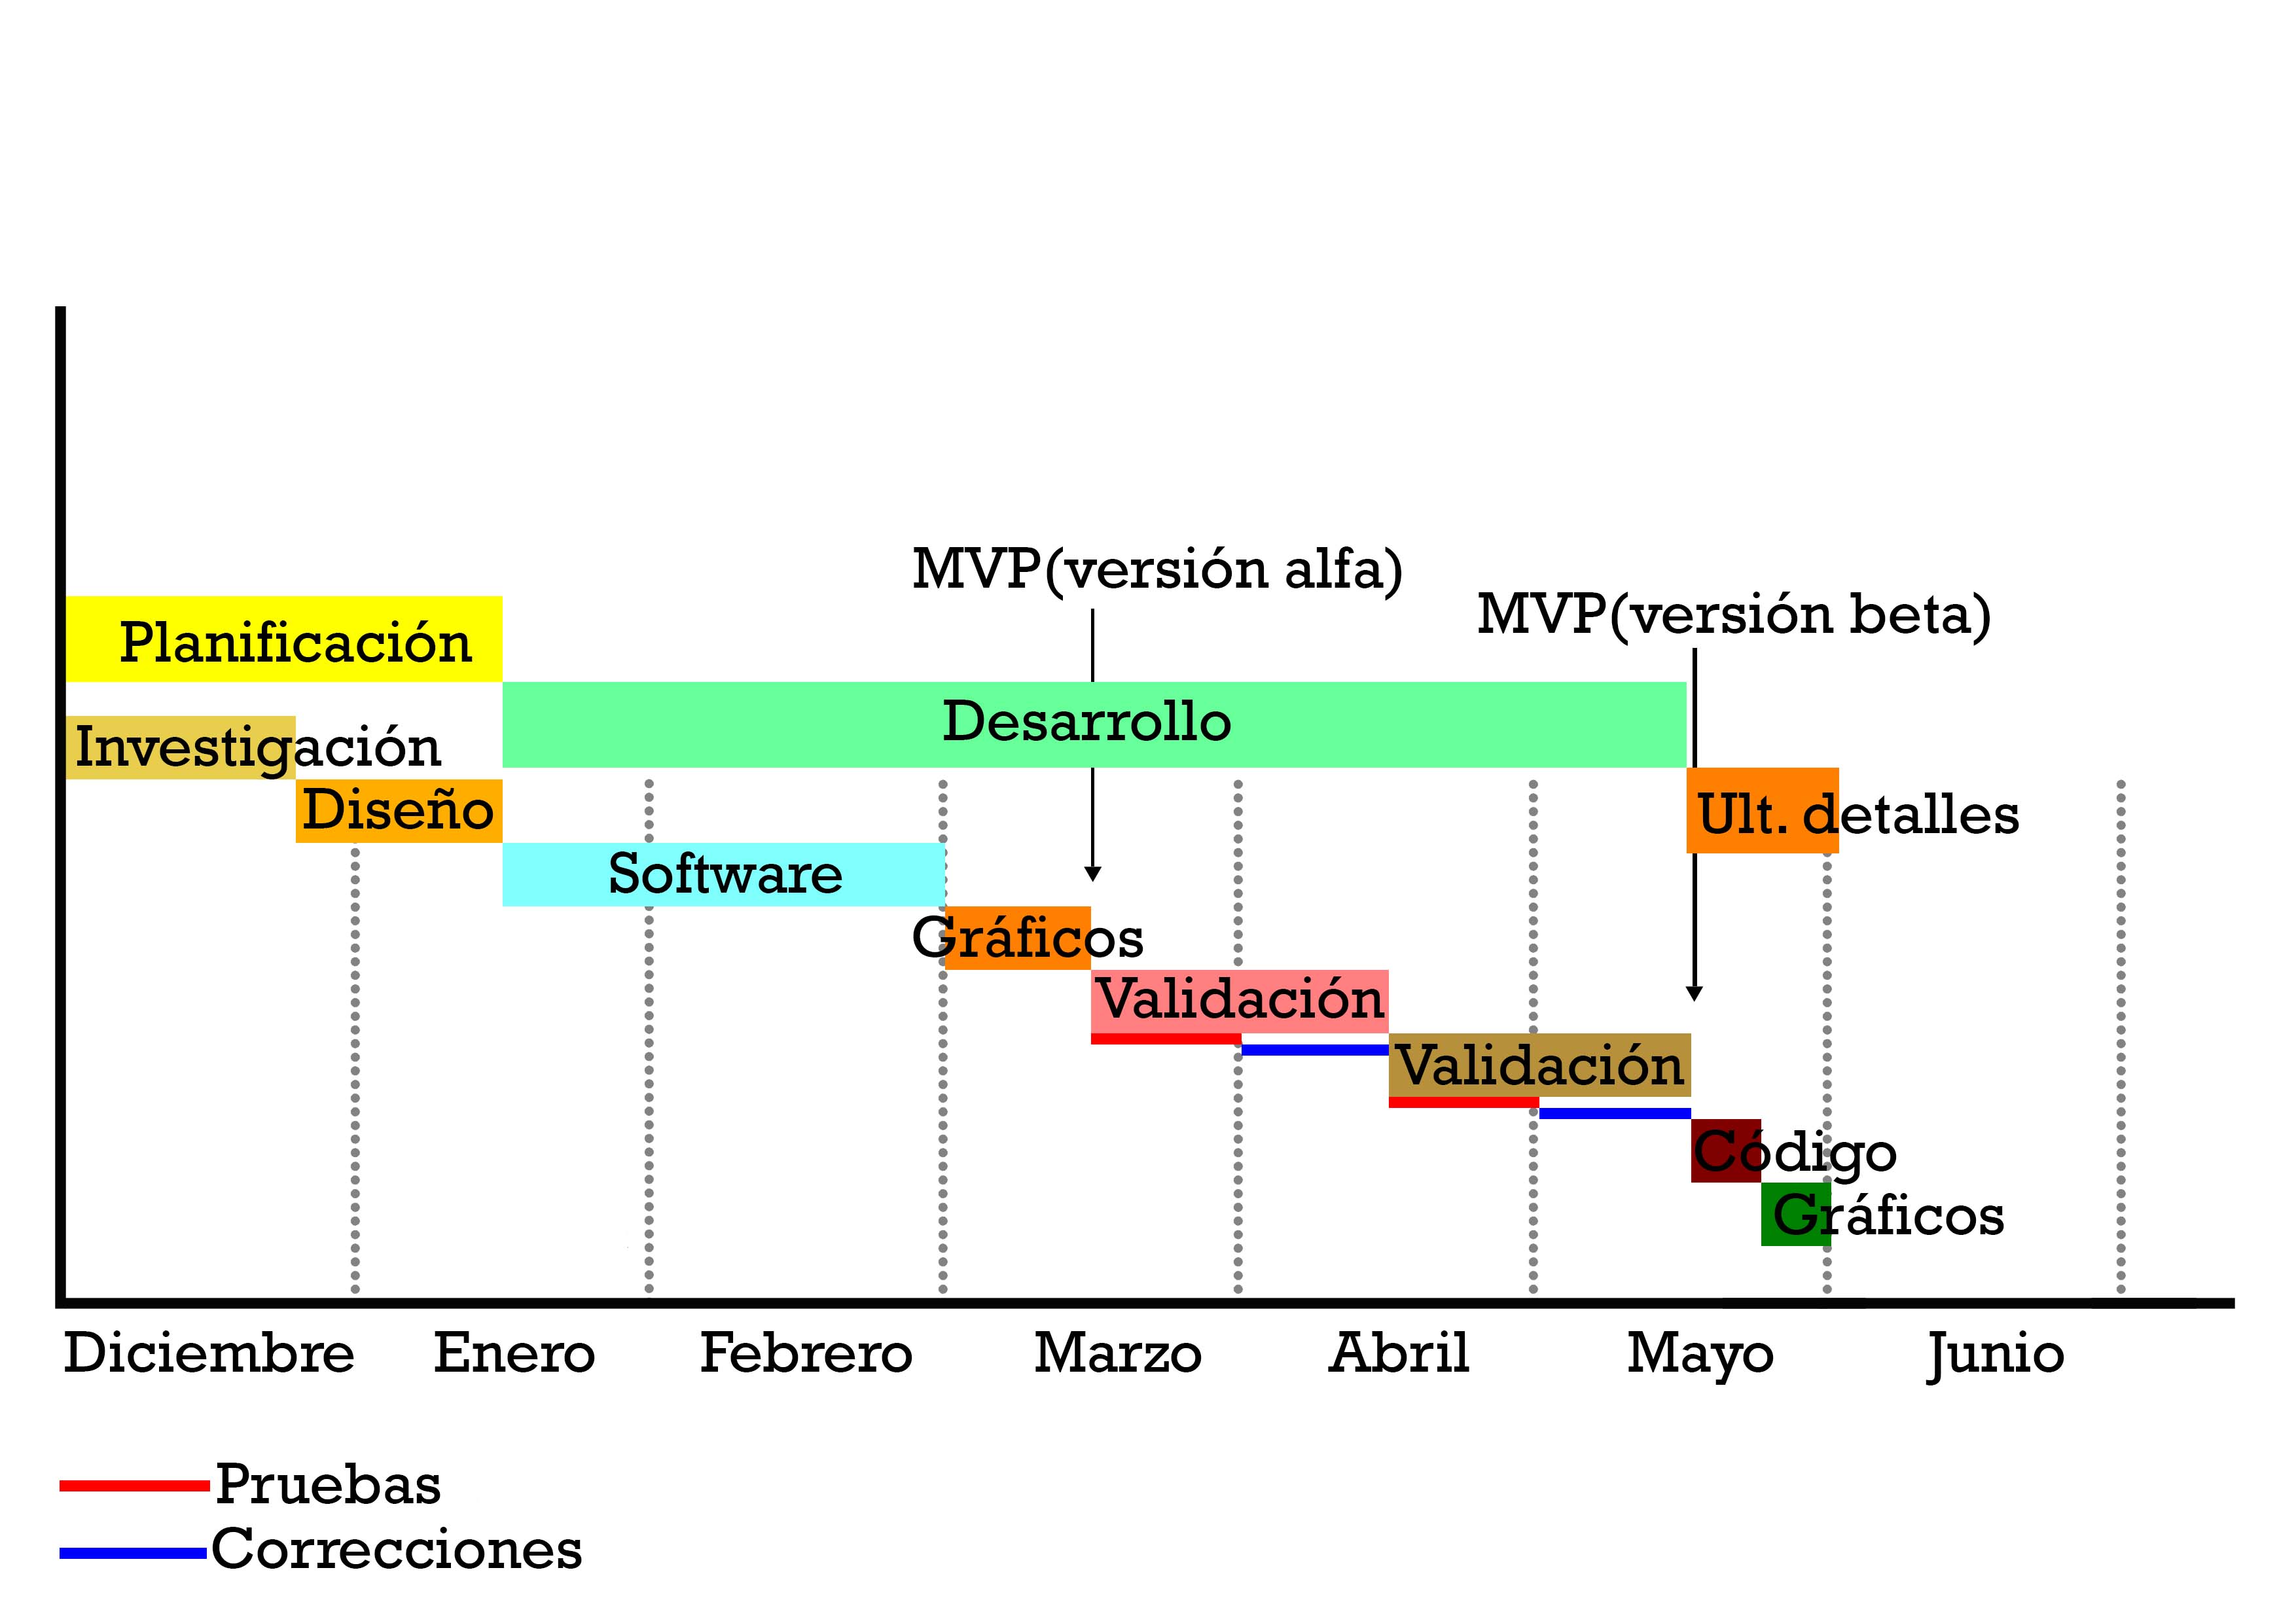 MVP(versión alfa)
MVP(versión beta)
Planificación
Desarrollo
Investigación
Diseño
Ult. detalles
Software
Gráficos
Validación
Validación
Código
Gráficos
Diciembre
Enero
Febrero
Marzo
Abril
Mayo
Junio
Pruebas
Correcciones